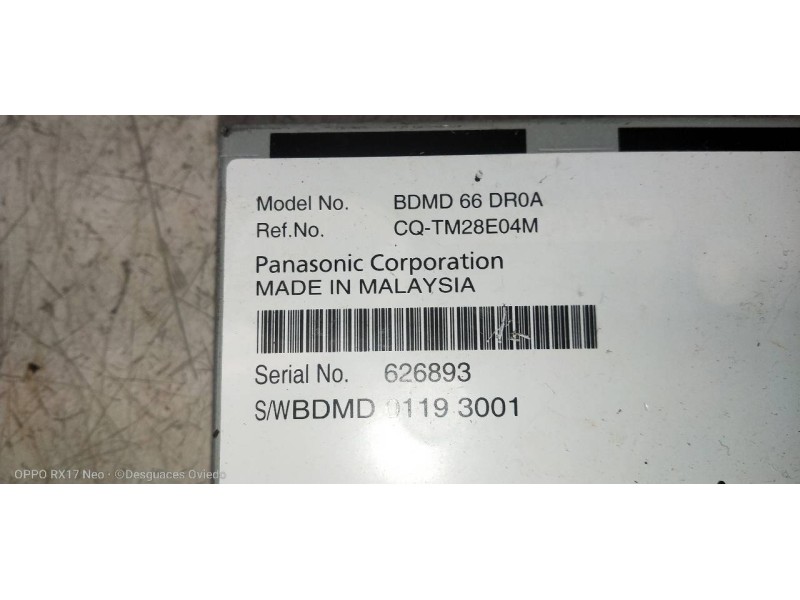 Model No. BDMD 66 DR0A
Ref.No. CQ-TM28E04M
Panasonic Corporation
MADE IN MALAYSIA
Serial No. 626893
S/WBDMD 0119 3001
OPPO RX17 Neo · ©Desguaces Oviedo